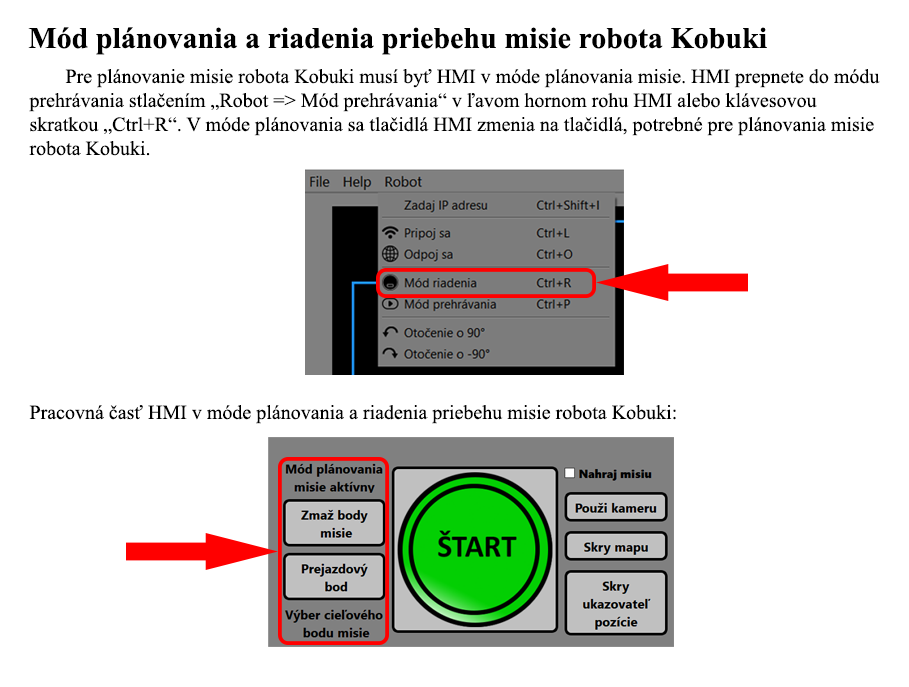 Mód plánovania a riadenia priebehu misie robota Kobuki
Pre plánovanie misie robota Kobuki musí byť HMI v móde plánovania misie. HMI prepnete do módu
prehrávania stlačením „Robot => Mód prehrávania“ v ľavom hornom rohu HMI alebo klávesovou
skratkou „Ctrl+R“. V móde plánovania sa tlačidlá HMI zmenia na tlačidlá, potrebné pre plánovania misie
robota Kobuki.
File Help Robot
Zadaj IP adresu Ctrl+Shift+I
Pripoj sa Ctrl+L
Odpoj sa Ctrl+O
Mód riadenia Ctrl+R
Mód prehrávania Ctrl+P
Otočenie o 90°
Otočenie o -90°
Pracovná časť HMI v móde plánovania a riadenia priebehu misie robota Kobuki:
Mód plánovania
misie aktívny
Zmaž body
misie
Prejazdový
bod
Výber cieľového
bodu misie
ŠTART
Nahraj misiu
Použi kameru
Skry mapu
Skry
ukazovateľ
pozície